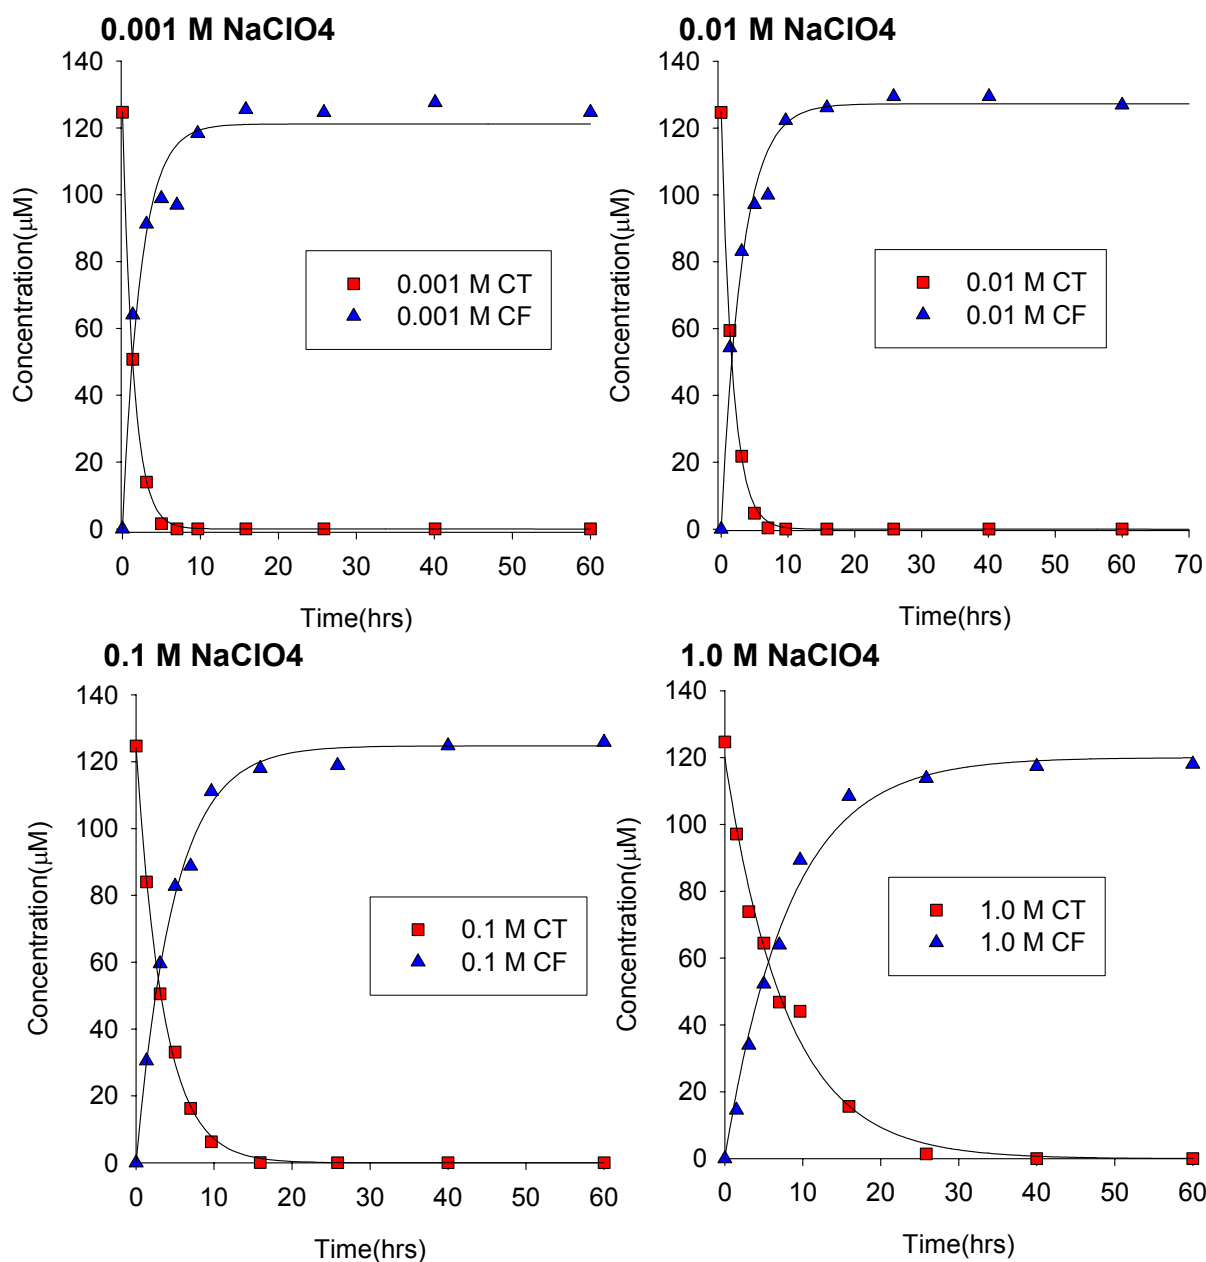 0.001 M NaClO4
140
120
100
80
60
40
20
0
Concentration(μM)
0.001 M CT
0.001 M CF
0 10 20 30 40 50 60
Time(hrs)
0.01 M NaClO4
140
120
100
80
60
40
20
0
Concentration(μM)
0.01 M CT
0.01 M CF
0 10 20 30 40 50 60 70
Time(hrs)
0.1 M NaClO4
140
120
100
80
60
40
20
0
Concentration(μM)
0.1 M CT
0.1 M CF
0 10 20 30 40 50 60
Time(hrs)
1.0 M NaClO4
140
120
100
80
60
40
20
0
Concentration(μM)
1.0 M CT
1.0 M CF
0 10 20 30 40 50 60
Time(hrs)